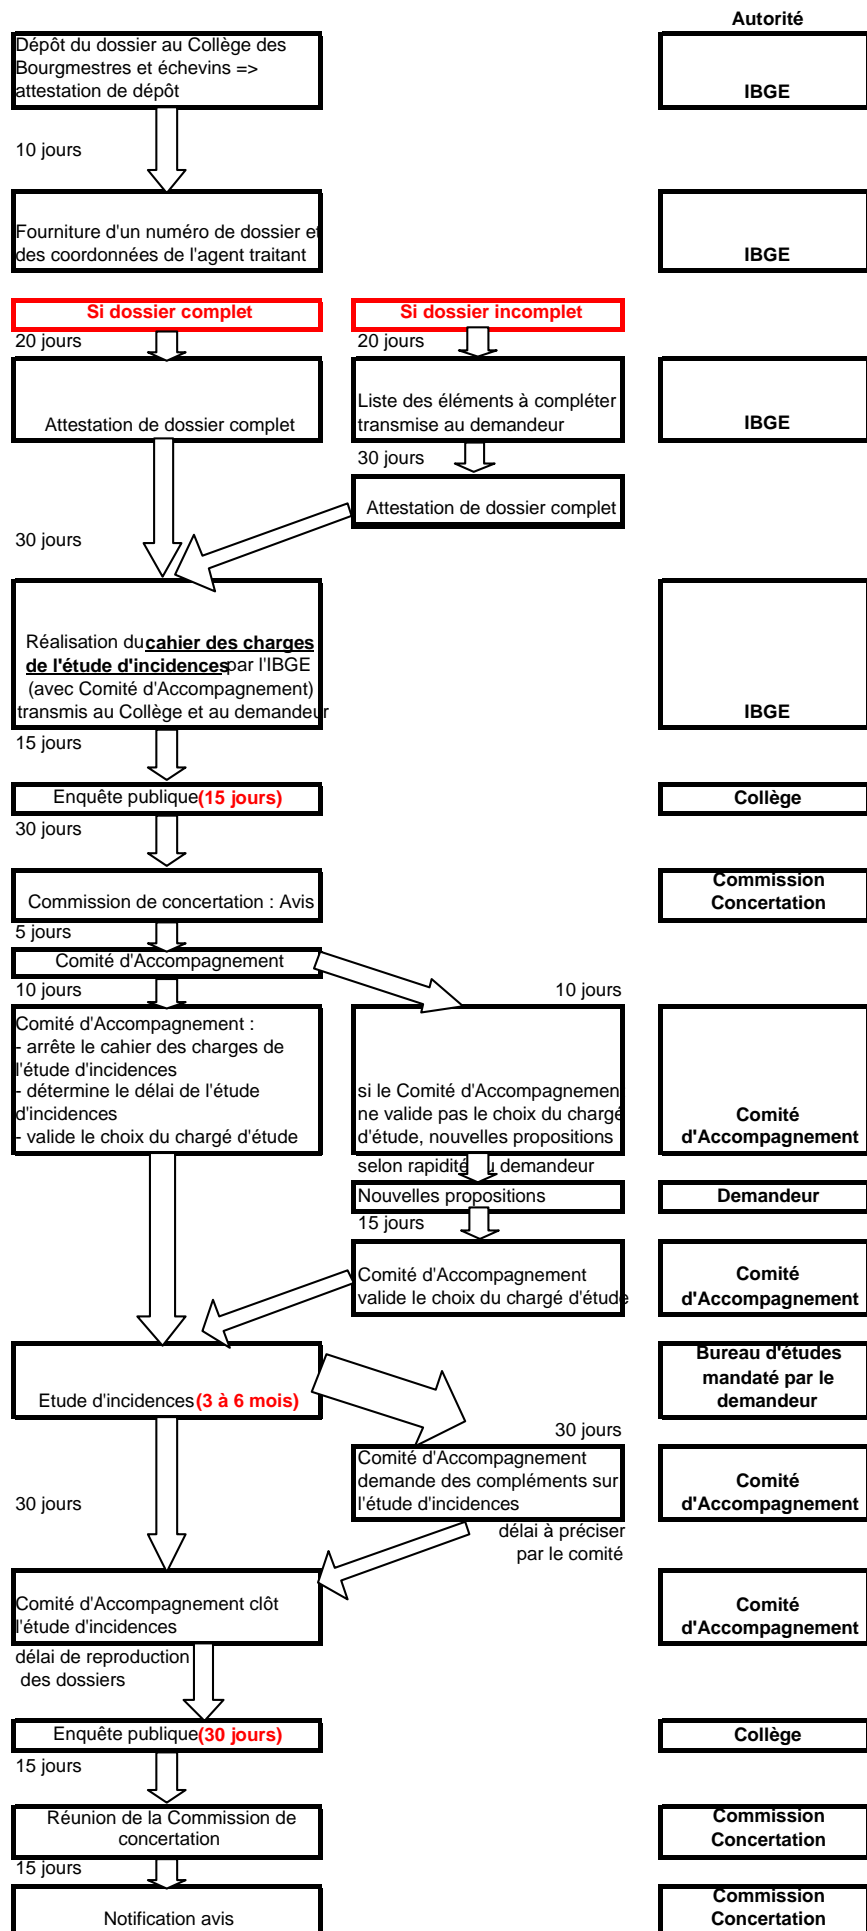 Autorité
Dépôt du dossier au Collège des
Bourgmestres et échevins =>
attestation de dépôt
IBGE
10 jours
Fourniture d'un numéro de dossier et
des coordonnées de l'agent traitant
IBGE
Si dossier complet
Si dossier incomplet
20 jours
20 jours
Attestation de dossier complet
Liste des éléments à compléter
transmise au demandeur
IBGE
30 jours
Attestation de dossier complet
30 jours
Réalisation du cahier des charges
de l'étude d'incidences par l'IBGE
(avec Comité d'Accompagnement)
transmis au Collège et au demandeur
IBGE
15 jours
Enquête publique (15 jours)
Collège
30 jours
Commission de concertation : Avis
Commission
Concertation
5 jours
Comité d'Accompagnement
10 jours
10 jours
Comité d'Accompagnement :
- arrête le cahier des charges de
l'étude d'incidences
- détermine le délai de l'étude
d'incidences
- valide le choix du chargé d'étude
si le Comité d'Accompagnemen
ne valide pas le choix du chargé
d'étude, nouvelles propositions
Comité
d'Accompagnement
selon rapidité u demandeur
Nouvelles propositions
Demandeur
15 jours
Comité d'Accompagnement
valide le choix du chargé d'étude
Comité
d'Accompagnement
Etude d'incidences (3 à 6 mois)
Bureau d'études
mandaté par le
demandeur
30 jours
Comité d'Accompagnement
demande des compléments sur
l'étude d'incidences
Comité
d'Accompagnement
30 jours
délai à préciser
par le comité
Comité d'Accompagnement clôt
l'étude d'incidences
Comité
d'Accompagnement
délai de reproduction
des dossiers
Enquête publique (30 jours)
Collège
15 jours
Réunion de la Commission de
concertation
Commission
Concertation
15 jours
Notification avis
Commission
Concertation